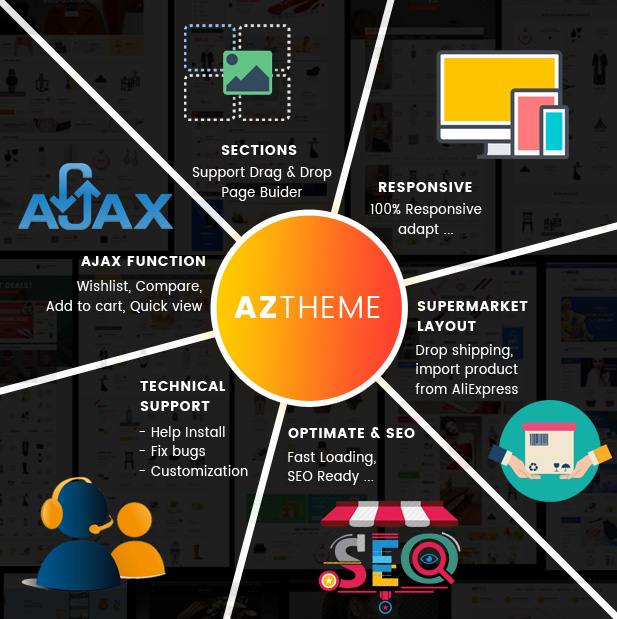 SECTIONS
Support Drag & Drop
Page Buider
RESPONSIVE
100% Responsive
adapt ...
AJAX
AJAX FUNCTION
Wishlist, Compare,
Add to cart, Quick view
AZTHEME
SUPERMARKET
LAYOUT
Drop shipping,
import product
from AliExpress
TECHNICAL
SUPPORT
- Help Install
- Fix bugs
- Customization
OPTIMATE & SEO
Fast Loading,
SEO Ready ...
SEO